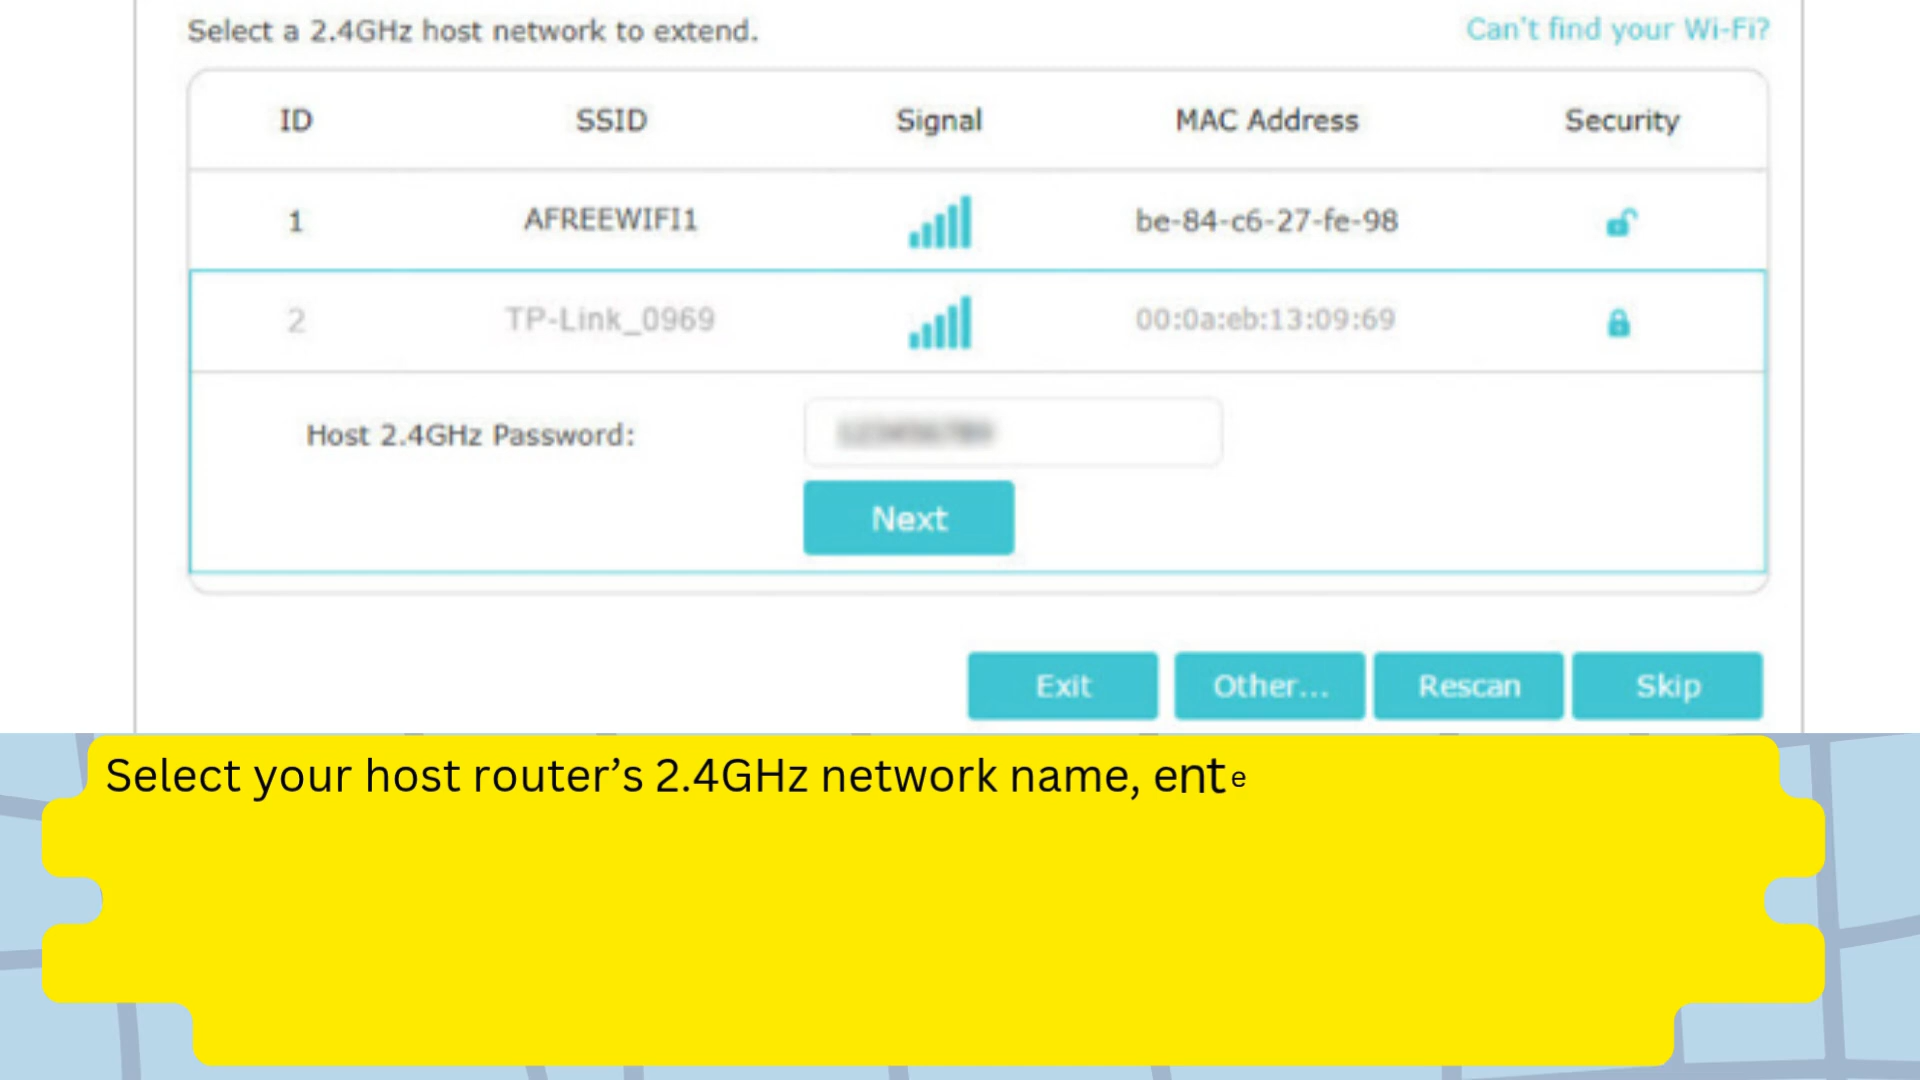 Select a 2.4GHz host network to extend. Can't find your Wi-Fi?
ID SSID Signal MAC Address Security
1 AFREEWIFI1 be-84-c6-27-fe-98
2 TP-Link_0969 00:0a:eb:13:09:69
Host 2.4GHz Password:
Next
Exit Other... Rescan Skip
Select your host router’s 2.4GHz network name, ente